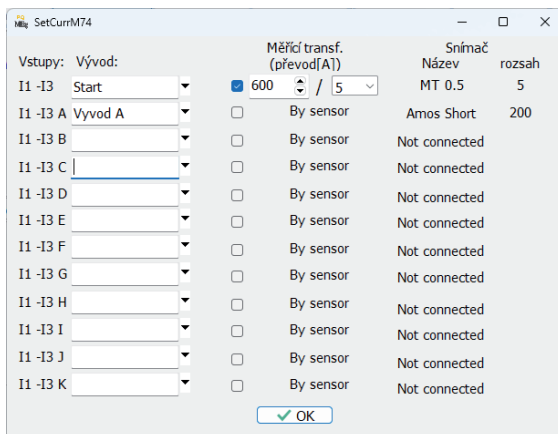 SetCurrM74
Měřící transf. Snímač
Vstupy: Vývod: (převod[A]) Název rozsah
I1 -I3 Start 600 / 5 MT 0.5 5
I1 -I3 A Vyvod A By sensor Amos Short 200
I1 -I3 B By sensor Not connected
I1 -I3 C By sensor Not connected
I1 -I3 D By sensor Not connected
I1 -I3 E By sensor Not connected
I1 -I3 F By sensor Not connected
I1 -I3 G By sensor Not connected
I1 -I3 H By sensor Not connected
I1 -I3 I By sensor Not connected
I1 -I3 J By sensor Not connected
I1 -I3 K By sensor Not connected
OK